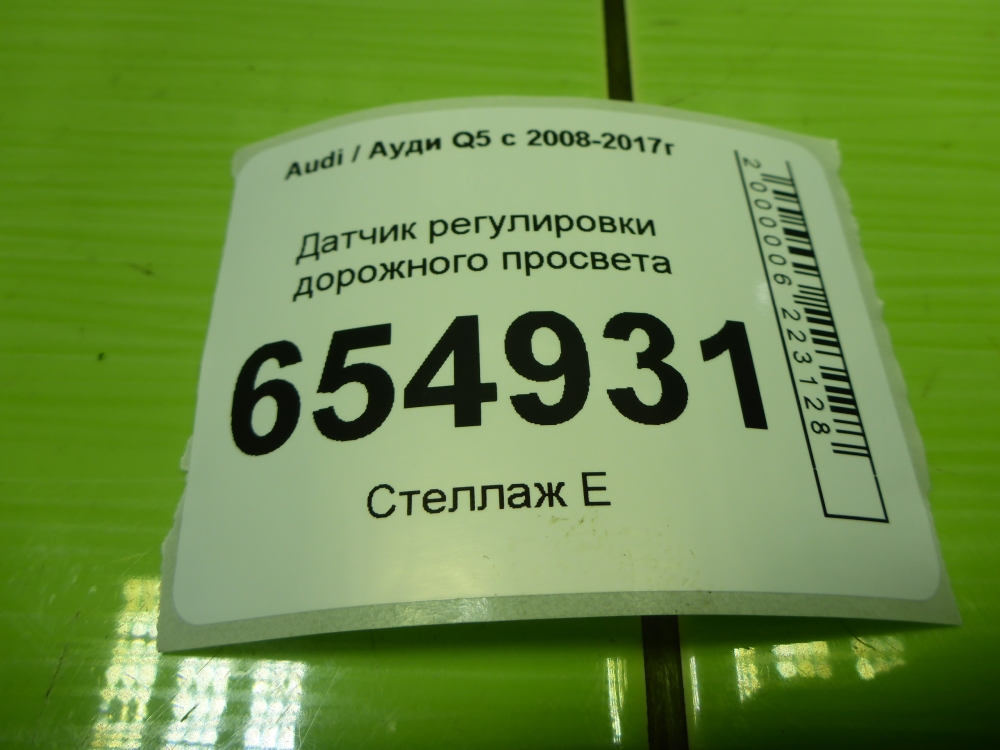 Audi / Ауди Q5 с 2008-2017г
Датчик регулировки
дорожного просвета
654931
Стеллаж Е
2000006223128